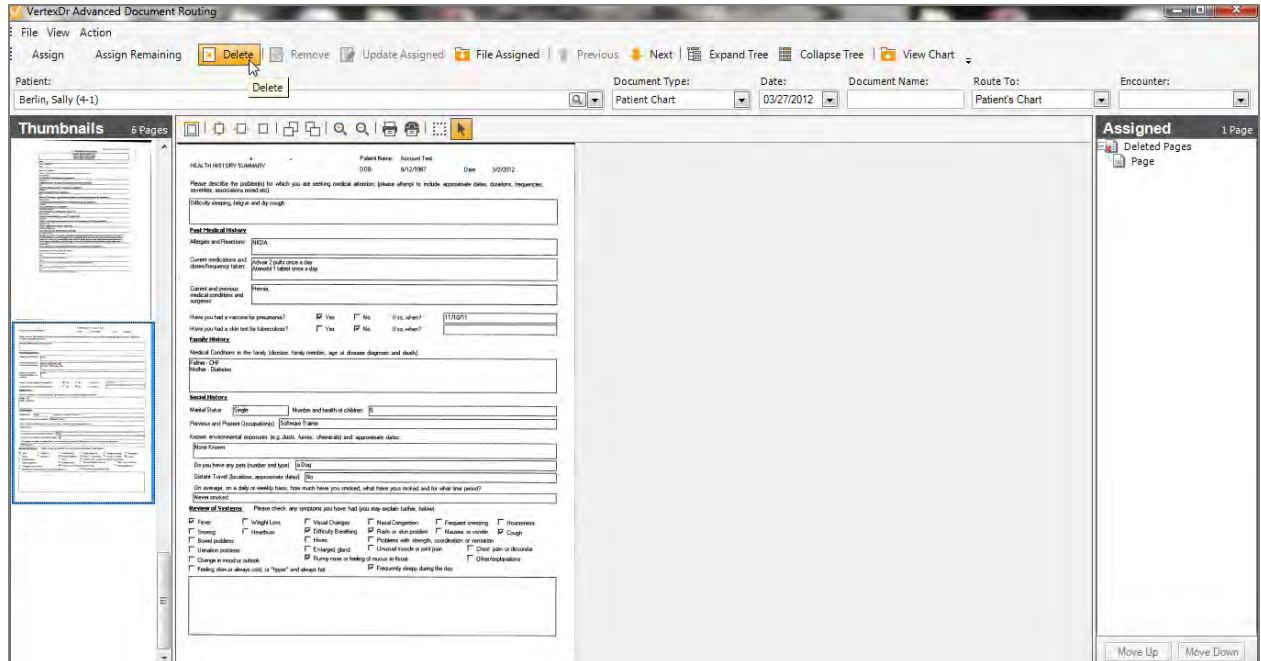 VertexDr Advanced Document Routing
File View Action
Assign Assign Remaining Delete Remove Update Assigned File Assigned Previous Next Expand Tree Collapse Tree View Chart
Delete
Patient: Document Type: Date: Document Name: Route To: Encounter:
Berlin, Sally (4-1) Patient Chart 03/27/2012 Patient's Chart
Thumbnails 6 Pages
Assigned 1 Page
Deleted Pages
Page
HEALTH HISTORY SUMMARY Patient Name: Account Test
DOB: 8/12/1987 Date 3/2/2012
Please describe the problem(s) for which you are seeking medical attention: (please attempt to include approximate dates, durations, frequencies,
severities, associations noted etc)
Difficulty sleeping, fatigue and dry cough
Past Medical History
Allergies and Reactions: NKDA
Current medications and
doses/frequency taken:
Advair 2 puffs once a day
Atenolol 1 tablet once a day
Current and previous
medical conditions and
surgeries:
Hernia,
Have you had a vaccine for pneumonia? Yes No If so, when? 11/10/11
Have you had a skin test for tuberculosis? Yes No If so, when?
Family History
Medical Conditions in the family (disease, family member, age at disease diagnosis and death)
Father - CHF
Mother - Diabetes
Social History
Marital Status Single Number and health of children:
Previous and Present Occupation(s) Software Trainer
Known environmental exposures (e.g. dusts, fumes, chemicals) and approximate dates:
None Known
Do you have any pets (number and type) a Dog
Distant Travel (locations, approximate dates) No
On average, on a daily or weekly basis, how much have you smoked, what have yous moked and for what time period?
Never smoked
Review of Systems Please check any symptoms you have had (you may explain further, below)
Fever Weight Loss Visual Changes Nasal Congestion Frequent sneezing Hoarseness
Snoring Heartburn Difficulty Breathing Rash or skin problem Nausea or vomitin Cough
Bowel problems Hives Problems with strength, coordination or sensation
Urination problems Enlarged gland Unusual muscle or joint pain Chest pain or discomfor
Change in mood or outlook Runny nose or feeling of mucus in throat Other/explanations
Feeling slow or always cold, or "hyper" and always hot Frequently sleepy during the day
Move Up Move Down